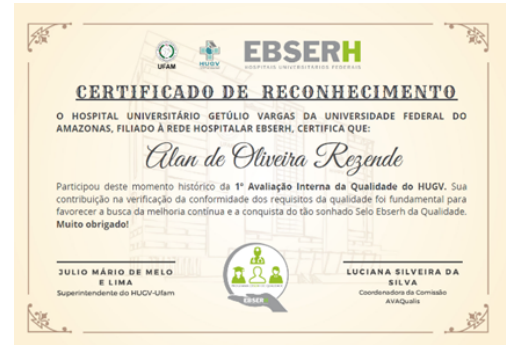 UFAM
HUGV
EBSERH
HOSPITAIS UNIVERSITÁRIOS FEDERAIS
CERTIFICADO DE RECONHECIMENTO
O HOSPITAL UNIVERSITÁRIO GETÚLIO VARGAS DA UNIVERSIDADE FEDERAL DO
AMAZONAS, FILIADO À REDE HOSPITALAR EBSERH, CERTIFICA QUE:
Alan de Oliveira Rezende
Participou deste momento histórico da 1ª Avaliação Interna da Qualidade do HUGV. Sua
contribuição na verificação da conformidade dos requisitos da qualidade foi fundamental para
favorecer a busca da melhoria contínua e a conquista do tão sonhado Selo Ebserh da Qualidade.
Muito obrigado!
JULIO MÁRIO DE MELO
E LIMA
Superintendente do HUGV-Ufam
EBSERH
LUCIANA SILVEIRA DA
SILVA
Coordenadora da Comissão
AVAQualis